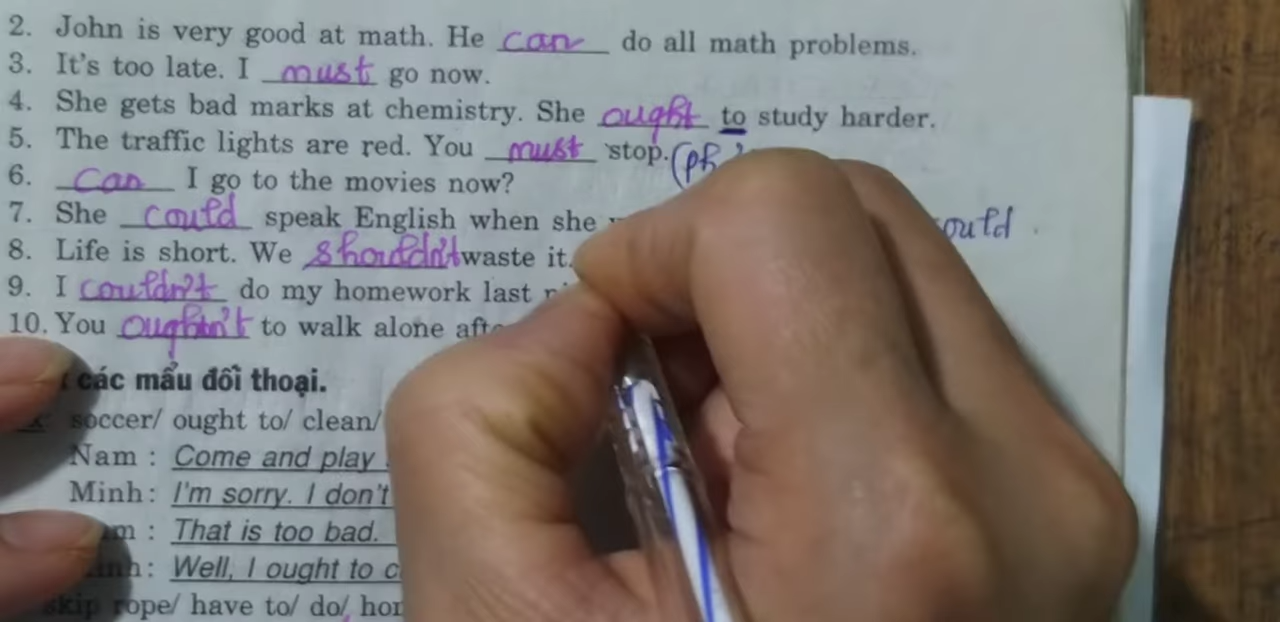 2. John is very good at math. He can do all math problems.
3. It's too late. I must go now.
4. She gets bad marks at chemistry. She ought to study harder.
5. The traffic lights are red. You must stop. (ph
6. Can I go to the movies now?
7. She could speak English when she ould
8. Life is short. We shouldn't waste it.
9. I couldn't do my homework last
10. You oughtn't to walk alone afte
các mẩu đối thoại.
soccer/ ought to/ clean/
Nam : Come and play
Minh : I'm sorry. I don't
m : That is too bad.
inh : Well, I ought to c
skip rope/ have to/ do/ hor